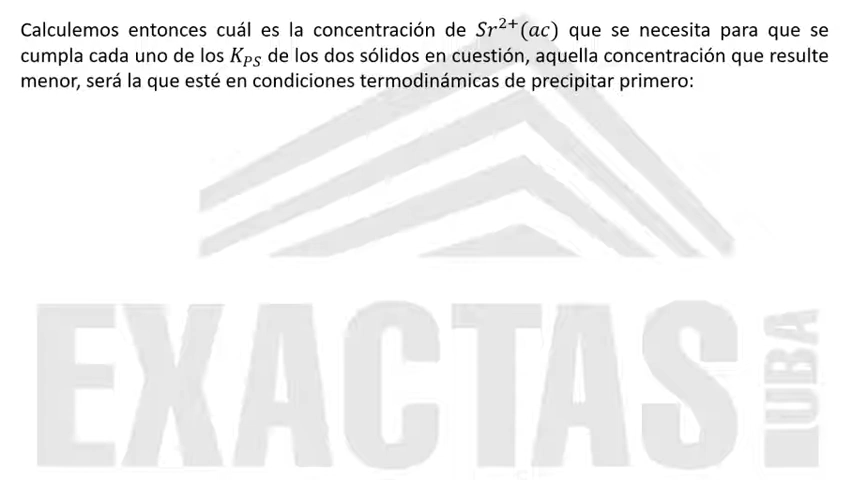 Calculemos entonces cuál es la concentración de Sr²⁺(ac) que se necesita para que se
cumpla cada uno de los K_PS de los dos sólidos en cuestión, aquella concentración que resulte
menor, será la que esté en condiciones termodinámicas de precipitar primero:
EXACTAS
UBA